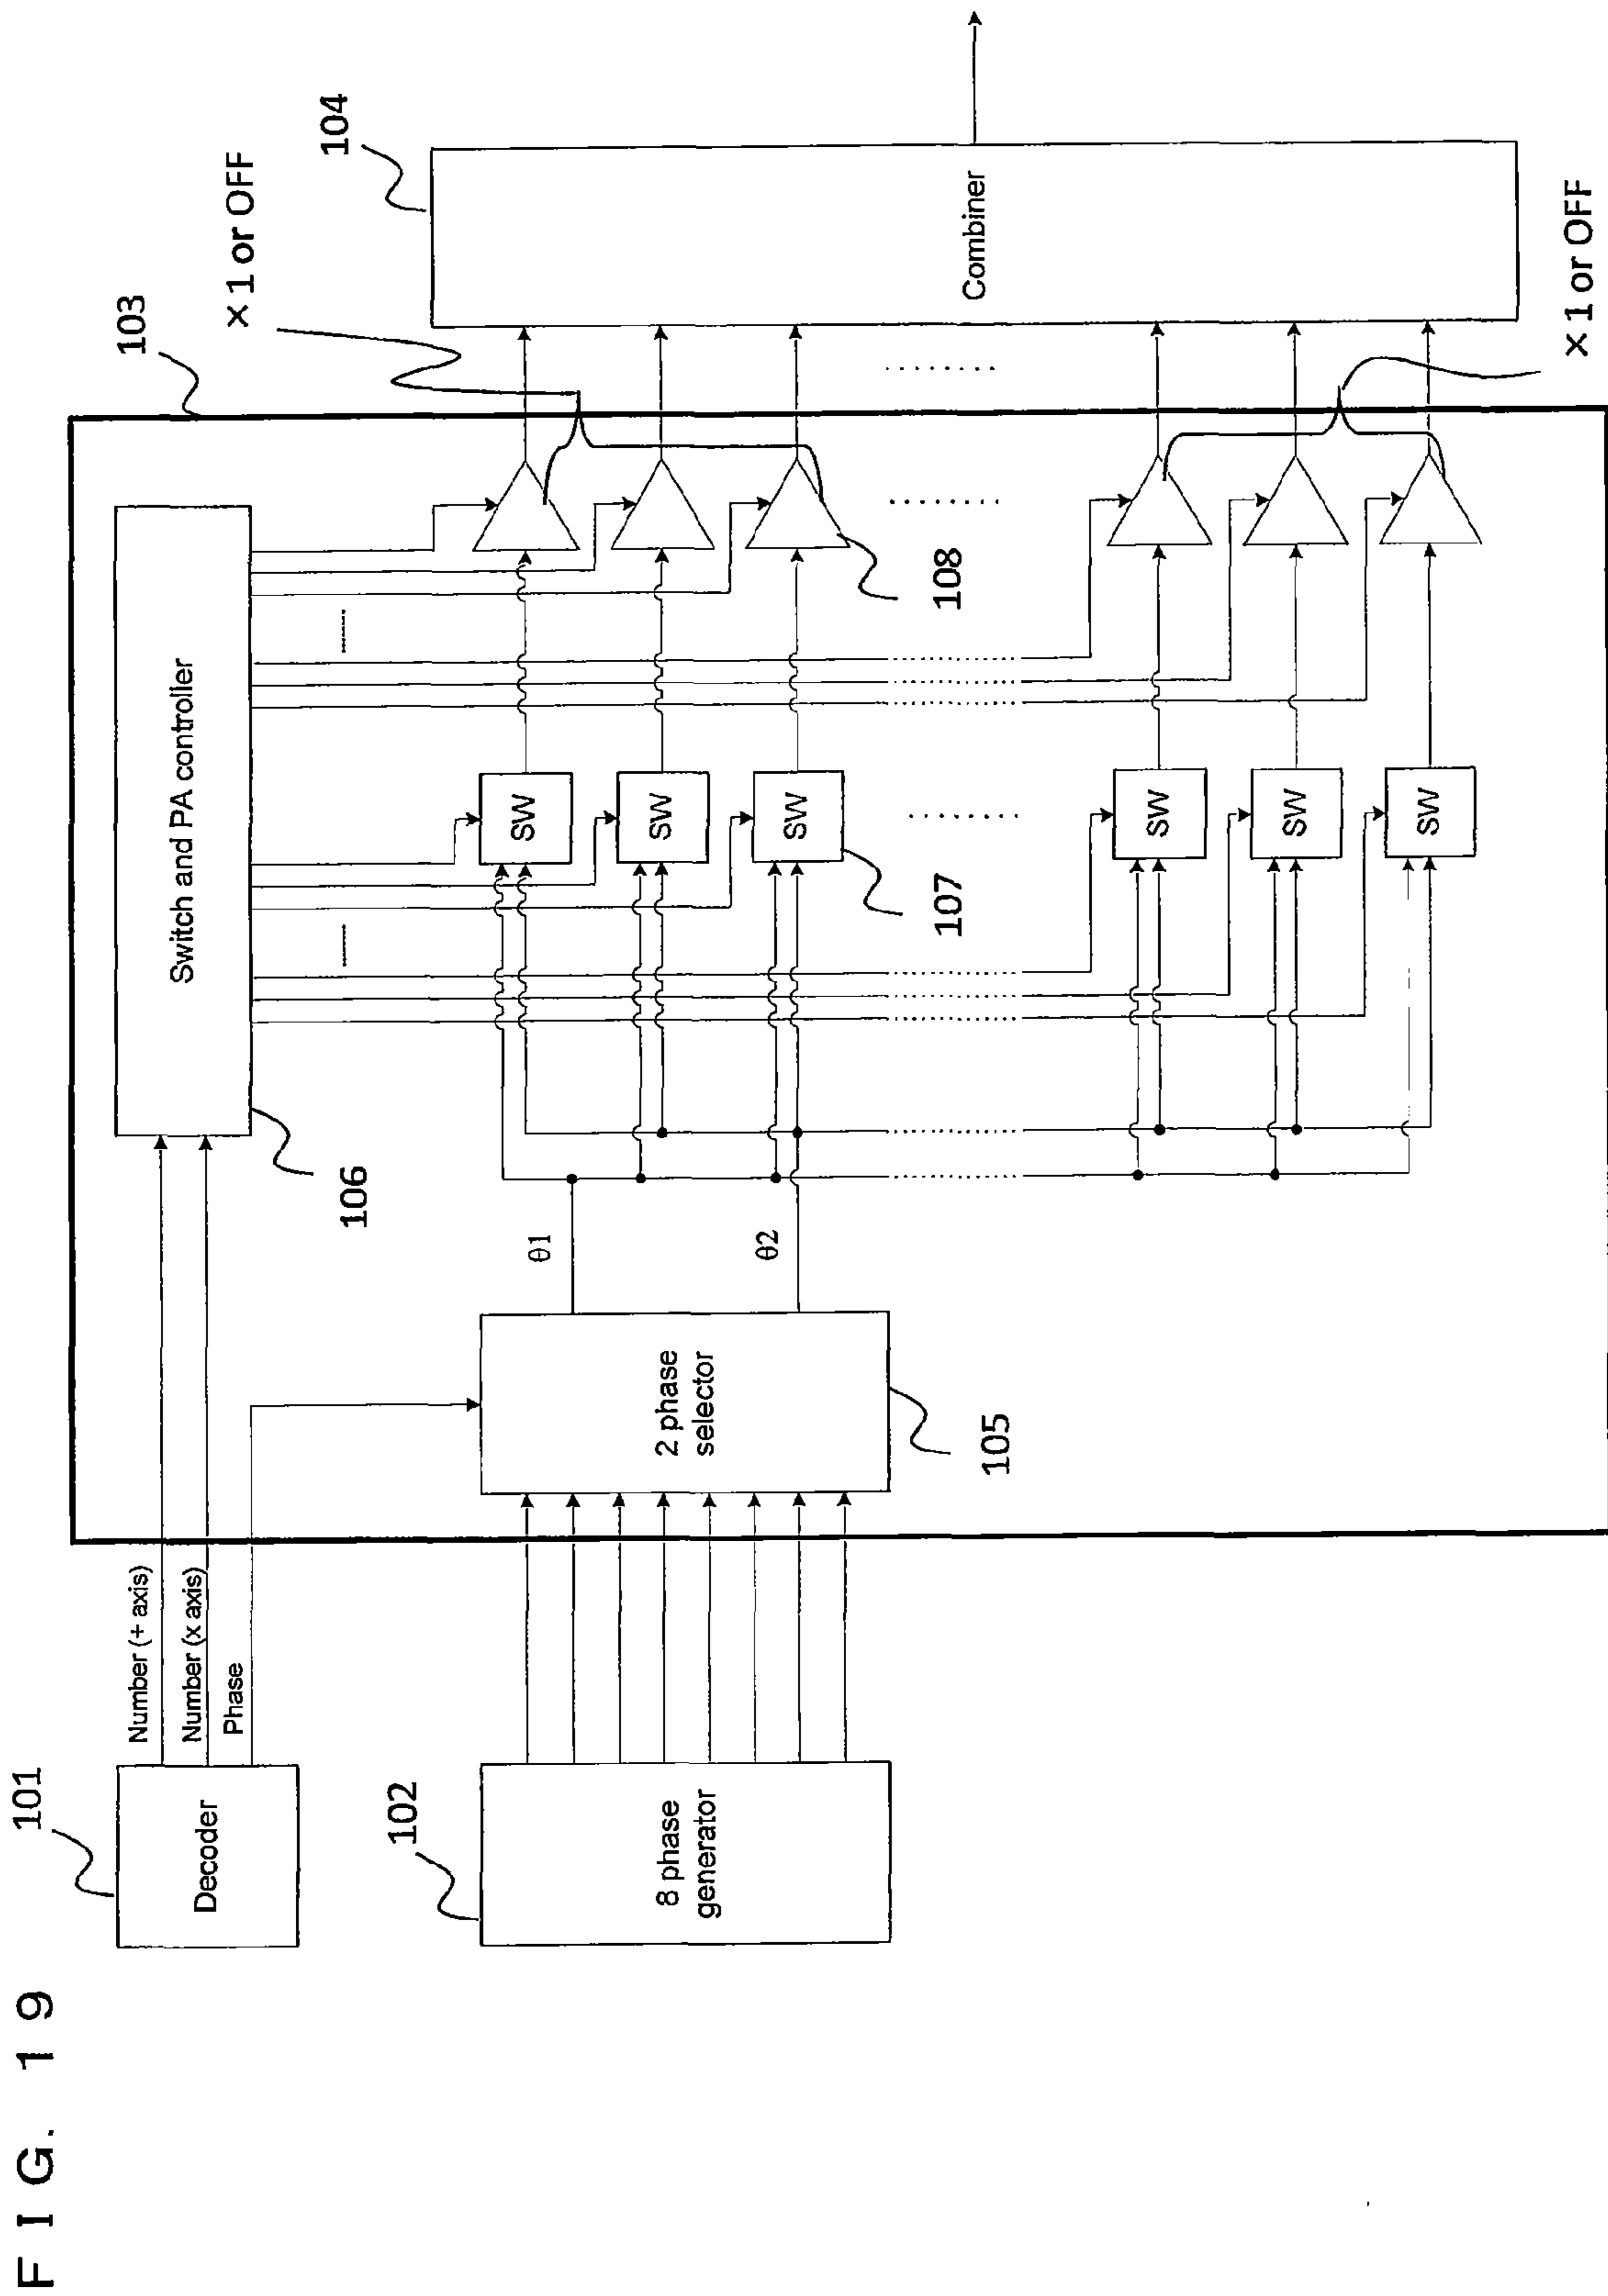 FIG. 19
101
Decoder
Number (+ axis)
Number (x axis)
Phase
102
8 phase
generator
103
106
Switch and PA controller
105
2 phase
selector
θ1
θ2
SW
SW
SW
107
SW
SW
SW
108
× 1 or OFF
× 1 or OFF
104
Combiner